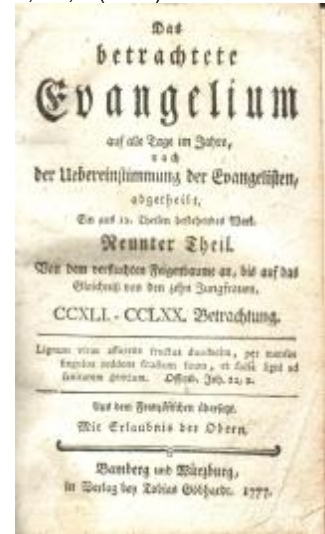 Das
betrachtete
Evangelium
auf alle Tage im Jahre,
nach
der Uebereinstimmung der Evangelisten,
abgetheilt,
Ein aus 12. Theilen bestehendes Werk.
Neunter Theil.
Von dem verfluchten Feigenbaume an, bis auf das
Gleichniß von den zehn Jungfrauen.
CCXLI. - CCLXX. Betrachtung.
Lignum vitae afferens fructus duodecim, per menses
singulos reddens fructum suum, et folia ligni ad
sanitatem gentium. Offenb. Joh. 22, 2.
Aus dem Französischen übersetzt.
Mit Erlaubnis der Obern.
Bamberg und Würzburg,
in Verlag bey Tobias Göbhardt. 1777.